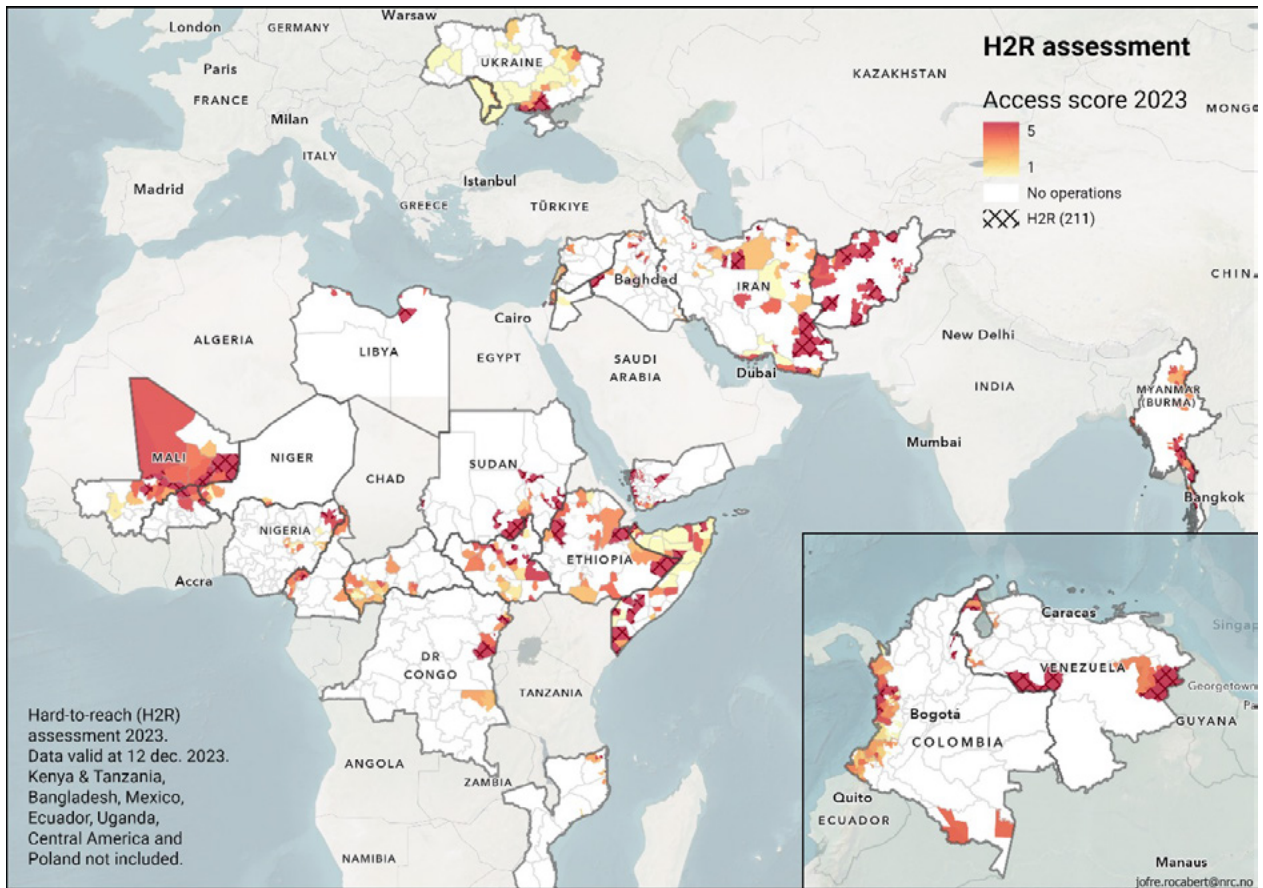 Warsaw
London
GERMANY
UKRAINE
Paris
FRANCE
KAZAKHSTAN
Milan
ITALY
Madrid
Istanbul
GREECE
TÜRKIYE
H2R assessment
Access score 2023
5
1
No operations
H2R (211)
Baghdad
IRAN
CHINA
Cairo
ALGERIA
LIBYA
EGYPT
SAUDI
ARABIA
Dubai
New Delhi
INDIA
MYANMAR
(BURMA)
Mumbai
Bangkok
MALI
NIGER
CHAD
SUDAN
NIGERIA
ETHIOPIA
Accra
DR
CONGO
TANZANIA
ANGOLA
ZAMBIA
NAMIBIA
Hard-to-reach (H2R)
assessment 2023.
Data valid at 12 dec. 2023.
Kenya & Tanzania,
Bangladesh, Mexico,
Ecuador, Uganda,
Central America and
Poland not included.
Caracas
VENEZUELA
Georgetown
GUYANA
Bogotá
COLOMBIA
Quito
ECUADOR
Manaus
jofre.rocabert@nrc.no